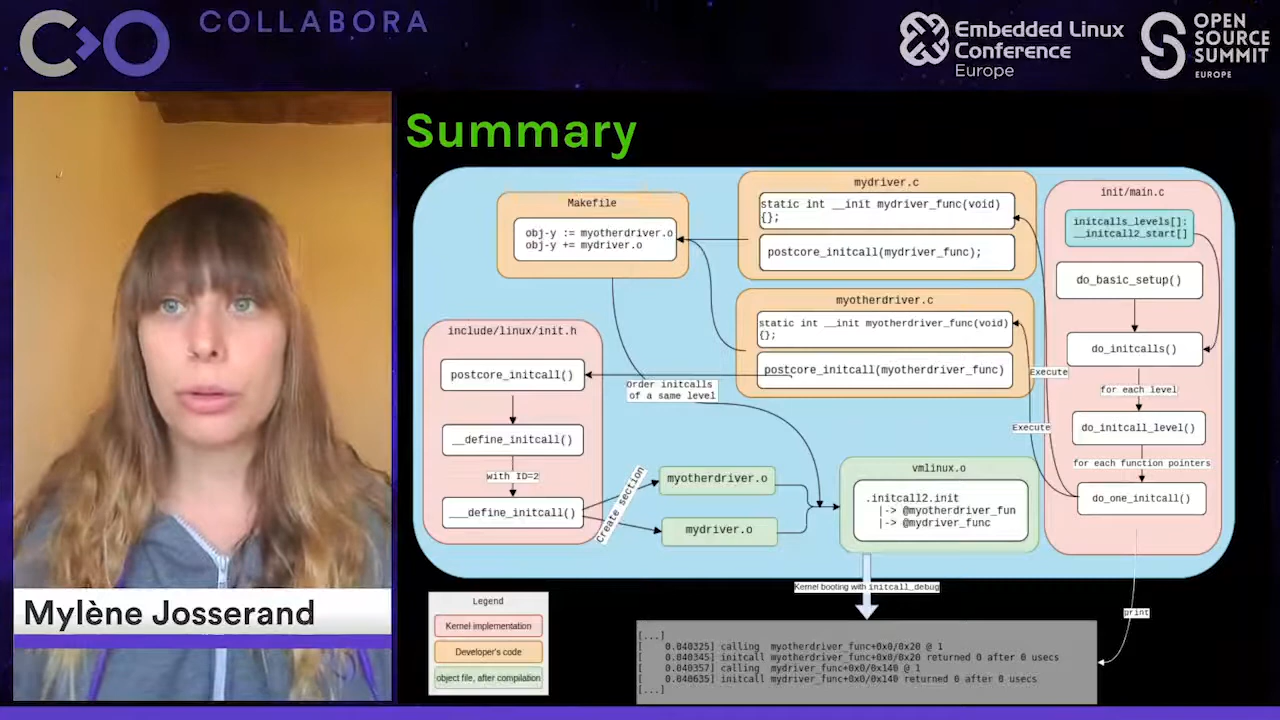 COLLABORA
Embedded Linux
Conference
Europe
OPEN
SOURCE
SUMMIT
EUROPE
Summary
Makefile
obj-y := myotherdriver.o
obj-y += mydriver.o
mydriver.c
static int __init mydriver_func(void)
{};
postcore_initcall(mydriver_func);
myotherdriver.c
static int __init myotherdriver_func(void)
{};
postcore_initcall(myotherdriver_func)
init/main.c
initcalls_levels[]:
__initcall2_start[]
do_basic_setup()
do_initcalls()
for each level
do_initcall_level()
for each function pointers
do_one_initcall()
Execute
Execute
include/linux/init.h
postcore_initcall()
__define_initcall()
with ID=2
___define_initcall()
Order initcalls
of a same level
Create section
myotherdriver.o
mydriver.o
vmlinux.o
.initcall2.init
|-> @myotherdriver_fun
|-> @mydriver_func
Kernel booting with initcall_debug
print
Legend
Kernel implementation
Developer's code
object file, after compilation
[...]
[ 0.040325] calling myotherdriver_func+0x0/0x20 @ 1
[ 0.040345] initcall myotherdriver_func+0x0/0x20 returned 0 after 0 usecs
[ 0.040357] calling mydriver_func+0x0/0x140 @ 1
[ 0.040635] initcall mydriver_func+0x0/0x140 returned 0 after 0 usecs
[...]
Mylène Josserand